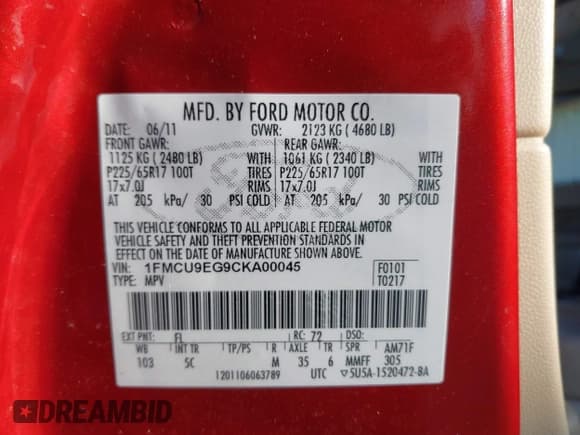 MFD. BY FORD MOTOR CO.
DATE: 06/11 GVWR: 2123 KG ( 4680 LB)
FRONT GAWR: REAR GAWR:
1125 KG ( 2480 LB) WITH 1061 KG ( 2340 LB) WITH
P225/65R17 100T TIRES P225/65R17 100T TIRES
17x7.0J RIMS 17x7.0J RIMS
AT 205 kPa/ 30 PSI COLD AT 205 kPa/ 30 PSI COLD
THIS VEHICLE CONFORMS TO ALL APPLICABLE FEDERAL MOTOR
VEHICLE SAFETY AND THEFT PREVENTION STANDARDS IN
EFFECT ON THE DATE OF MANUFACTURE SHOWN ABOVE.
VIN: 1FMCU9EG9CKA00045 F0101
TYPE: MPV T0217
EXT PNT: RC: 72 DSO:
WB INT TR TP/PS R AXLE TR SPR AM71F
103 5C M 35 6 MMFF 305
1201106063789 UTC ▽5U5A-1520472-BA
DREAMBID.COM